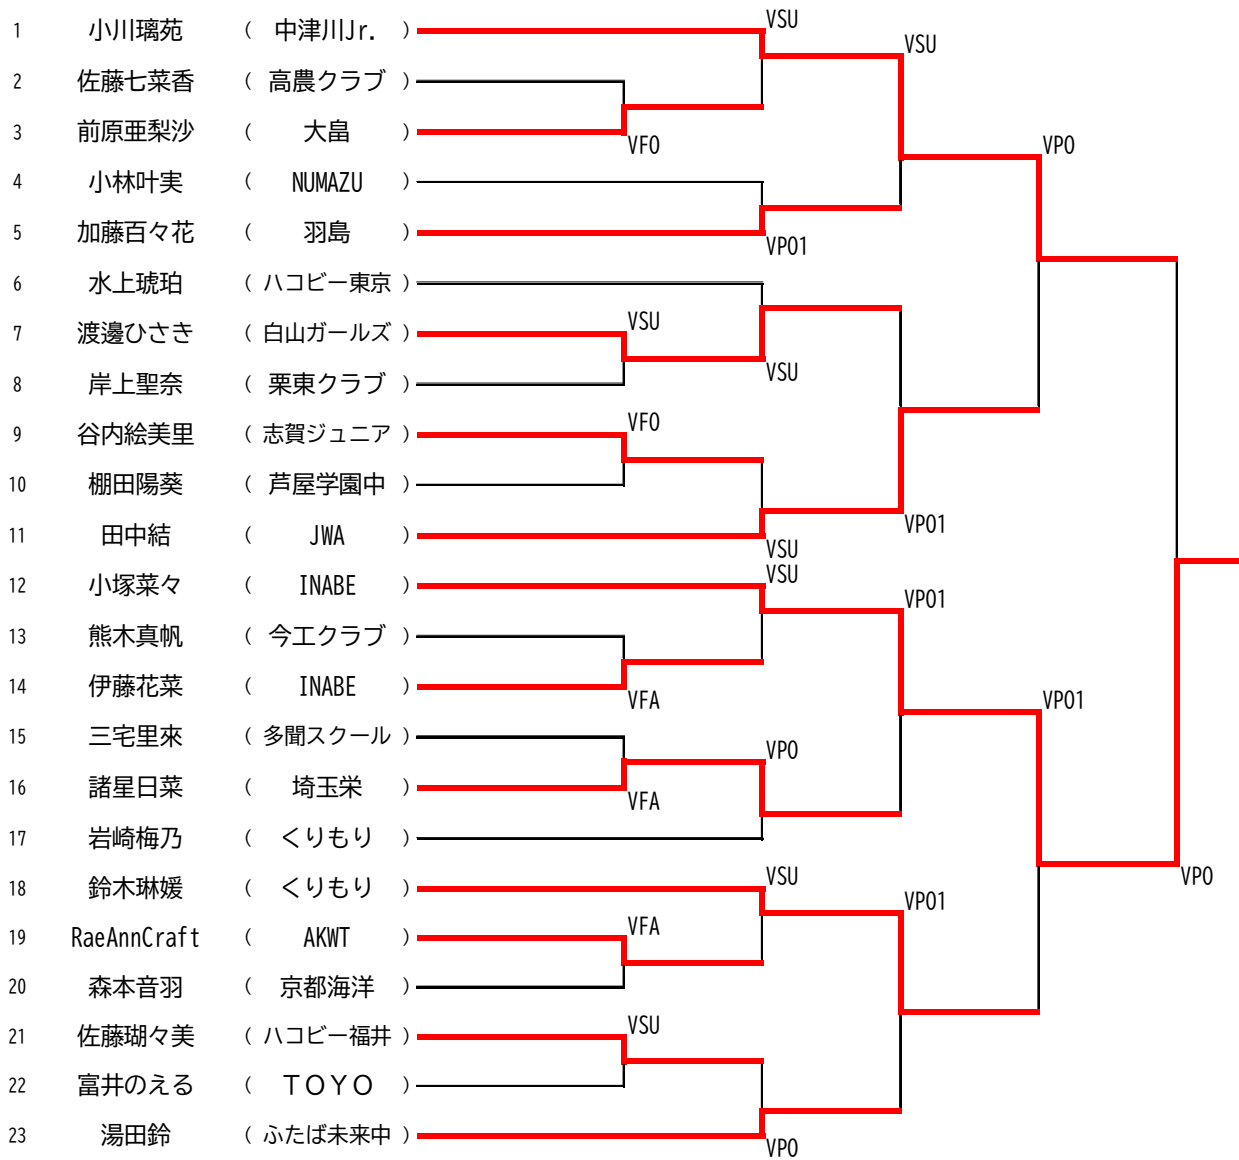 1 小川璃苑 ( 中津川Jr. ) VSU
VSU
2 佐藤七菜香 ( 高農クラブ )
3 前原亜梨沙 ( 大畠 ) VFO
VPO
4 小林叶実 ( NUMAZU )
5 加藤百々花 ( 羽島 ) VPO1
6 水上琥珀 ( ハコビー東京 )
7 渡邊ひさき ( 白山ガールズ ) VSU
VSU
8 岸上聖奈 ( 栗東クラブ )
9 谷内絵美里 ( 志賀ジュニア ) VFO
10 棚田陽葵 ( 芦屋学園中 )
VPO1
11 田中結 ( JWA ) VSU
12 小塚菜々 ( INABE ) VSU
VPO1
13 熊木真帆 ( 今工クラブ )
14 伊藤花菜 ( INABE ) VFA
VPO1
15 三宅里來 ( 多聞スクール ) VPO
16 諸星日菜 ( 埼玉栄 ) VFA
17 岩崎梅乃 ( くりもり )
18 鈴木琳媛 ( くりもり ) VSU
VPO
VPO1
19 RaeAnnCraft ( AKWT ) VFA
20 森本音羽 ( 京都海洋 )
21 佐藤瑚々美 ( ハコビー福井 ) VSU
22 富井のえる ( ＴＯＹＯ )
23 湯田鈴 ( ふたば未来中 ) VPO